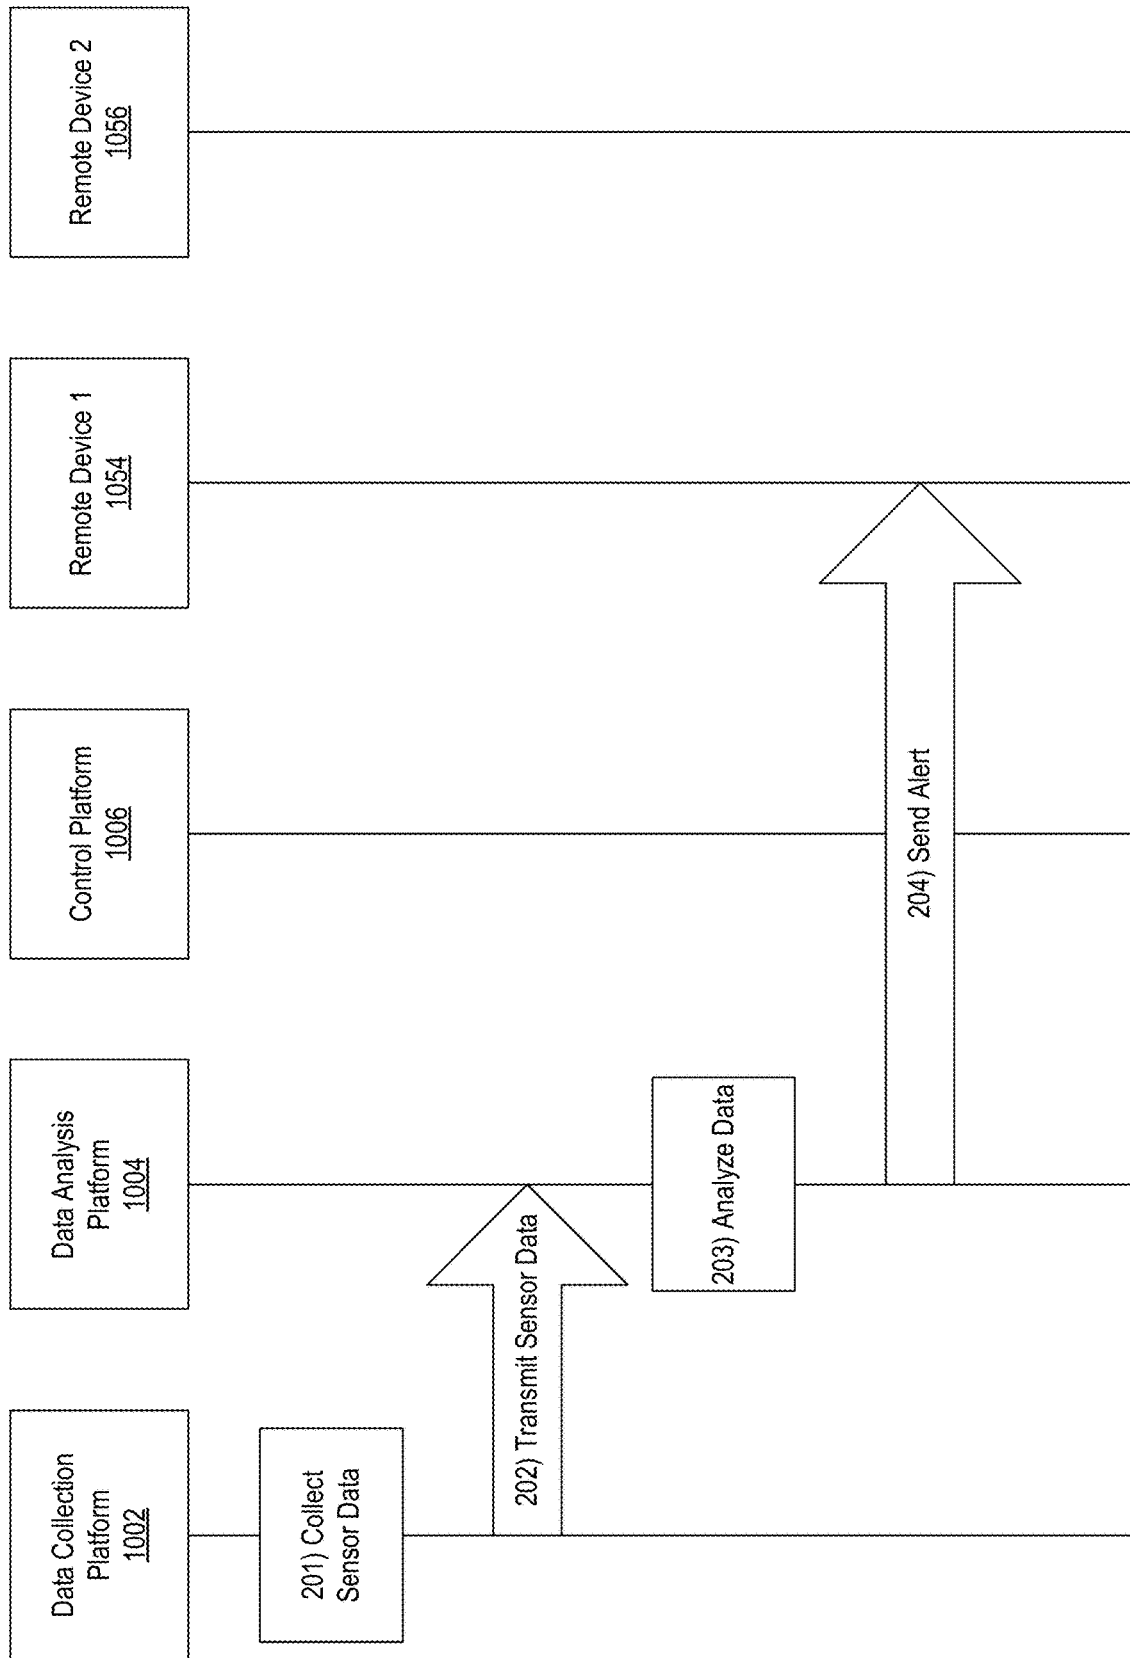 Data Collection
Platform
1002
Data Analysis
Platform
1004
Control Platform
1006
Remote Device 1
1054
Remote Device 2
1056
201) Collect
Sensor Data
202) Transmit Sensor Data
203) Analyze Data
204) Send Alert